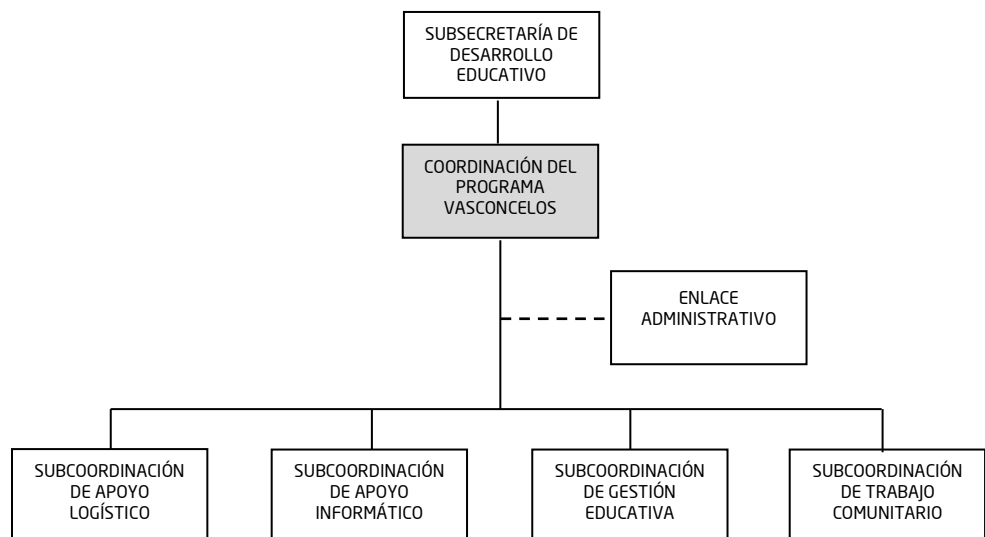 SUBSECRETARÍA DE
DESARROLLO
EDUCATIVO
COORDINACIÓN DEL
PROGRAMA
VASCONCELOS
ENLACE
ADMINISTRATIVO
SUBCOORDINACIÓN
DE APOYO
LOGÍSTICO
SUBCOORDINACIÓN
DE APOYO
INFORMÁTICO
SUBCOORDINACIÓN
DE GESTIÓN
EDUCATIVA
SUBCOORDINACIÓN
DE TRABAJO
COMUNITARIO